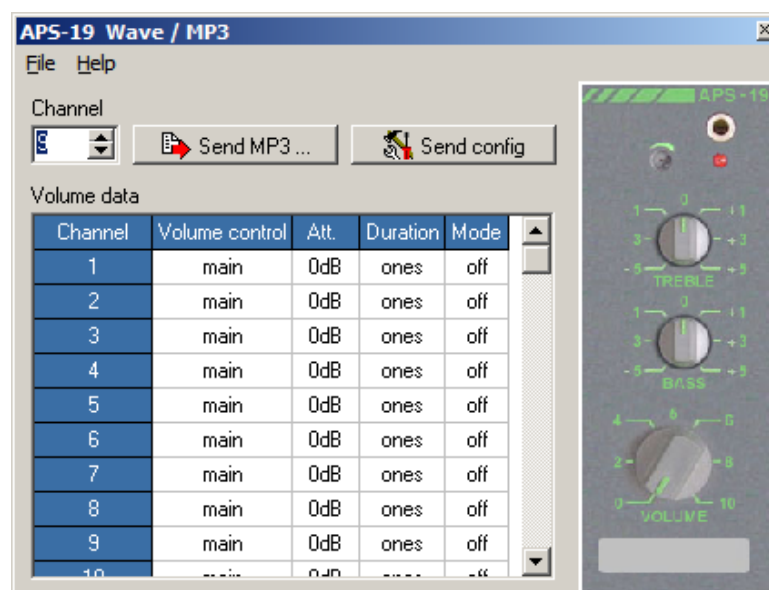 APS-19 Wave / MP3
File Help
Channel
Send MP3 ...
Send config
Volume data
Channel Volume control Att. Duration Mode
1 main 0dB ones off
2 main 0dB ones off
3 main 0dB ones off
4 main 0dB ones off
5 main 0dB ones off
6 main 0dB ones off
7 main 0dB ones off
8 main 0dB ones off
9 main 0dB ones off
APS-19
0
1 +1
3- -+3
-5 +5
TREBLE
0
1 +1
3- -+3
-5 +5
BASS
6
4
2- -8
0 10
VOLUME